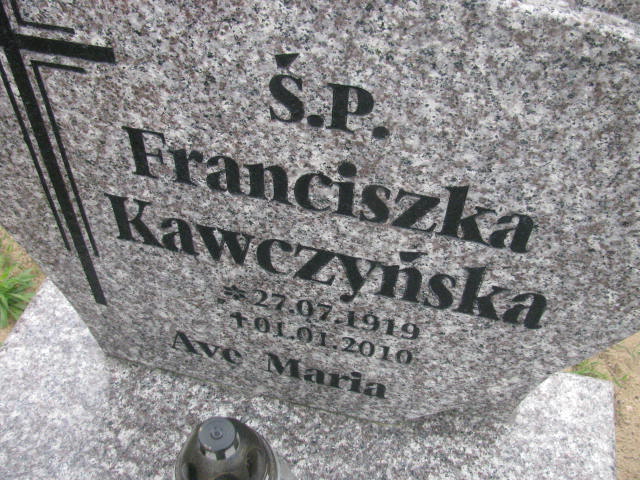 Ś.P.
Franciszka
Kawczyńska
* 27.07.1919
✝ 01.01.2010
Ave Maria